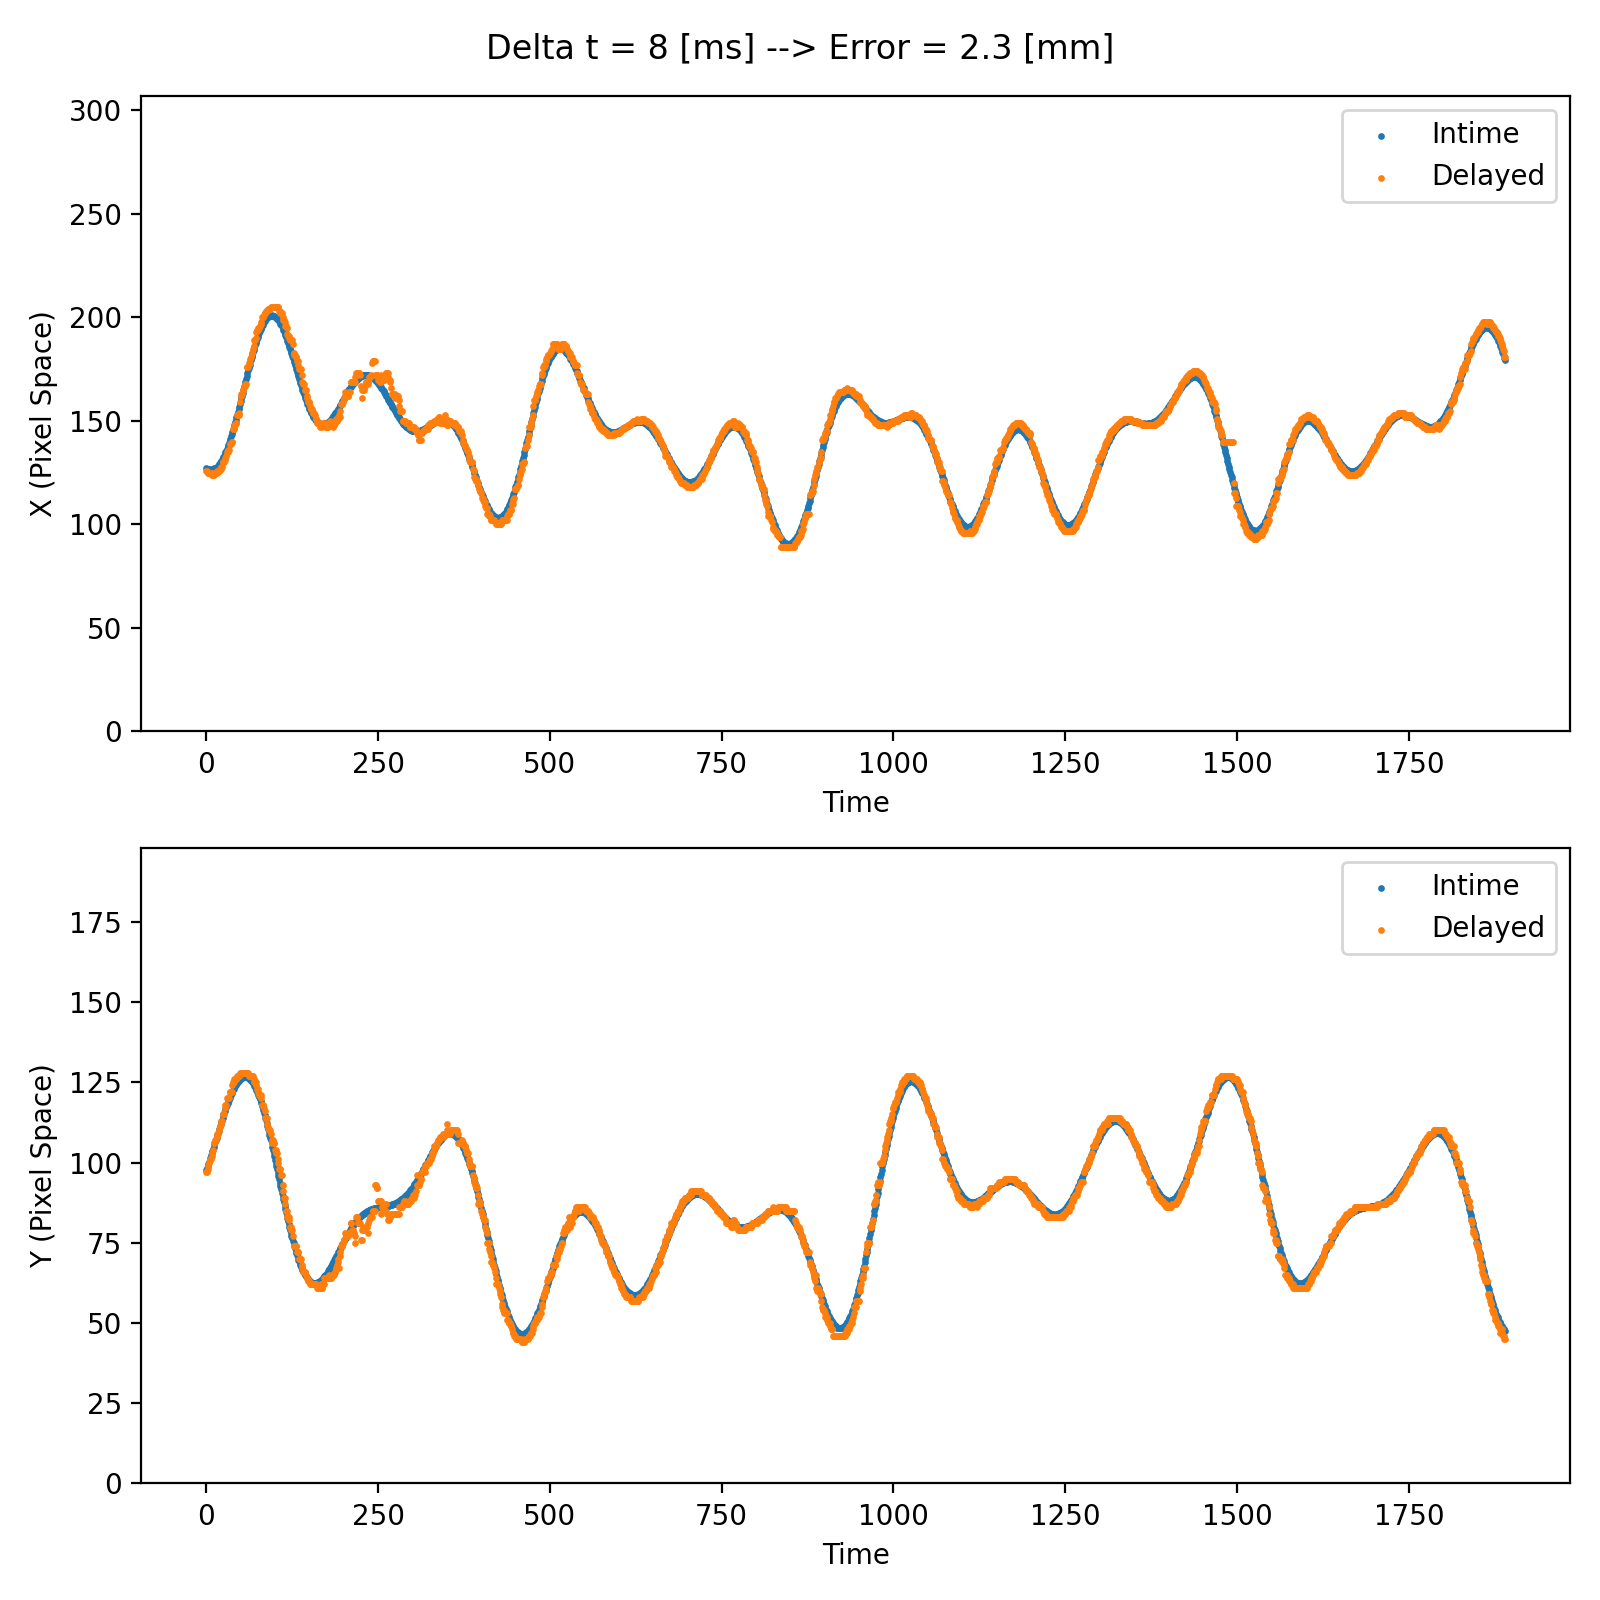 Delta t = 8 [ms] --> Error = 2.3 [mm]
300
250
200
150
100
50
0
X (Pixel Space)
Intime
Delayed
0 250 500 750 1000 1250 1500 1750
Time
175
150
125
100
75
50
25
0
Y (Pixel Space)
Intime
Delayed
0 250 500 750 1000 1250 1500 1750
Time